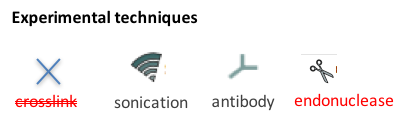 Experimental techniques
crosslink sonication antibody endonuclease